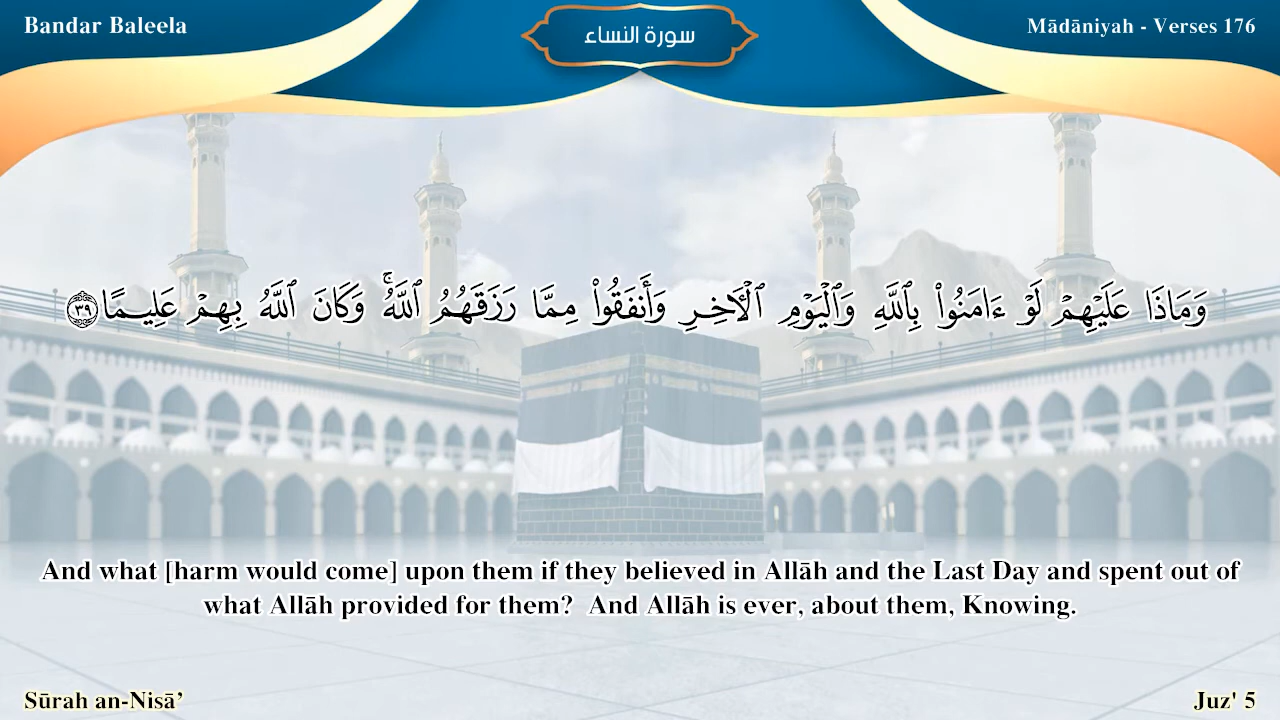 Bandar Baleela
سورة النساء
Mādāniyah - Verses 176
وَمَاذَا عَلَيْهِمْ لَوْ ءَامَنُوا۟ بِٱللَّهِ وَٱلْيَوْمِ ٱلْـَٔاخِرِ وَأَنفَقُوا۟ مِمَّا رَزَقَهُمُ ٱللَّهُ ۚ وَكَانَ ٱللَّهُ بِهِمْ عَلِيمًا ٣٩
And what [harm would come] upon them if they believed in Allāh and the Last Day and spent out of
what Allāh provided for them? And Allāh is ever, about them, Knowing.
Sūrah an-Nisā’
Juz' 5